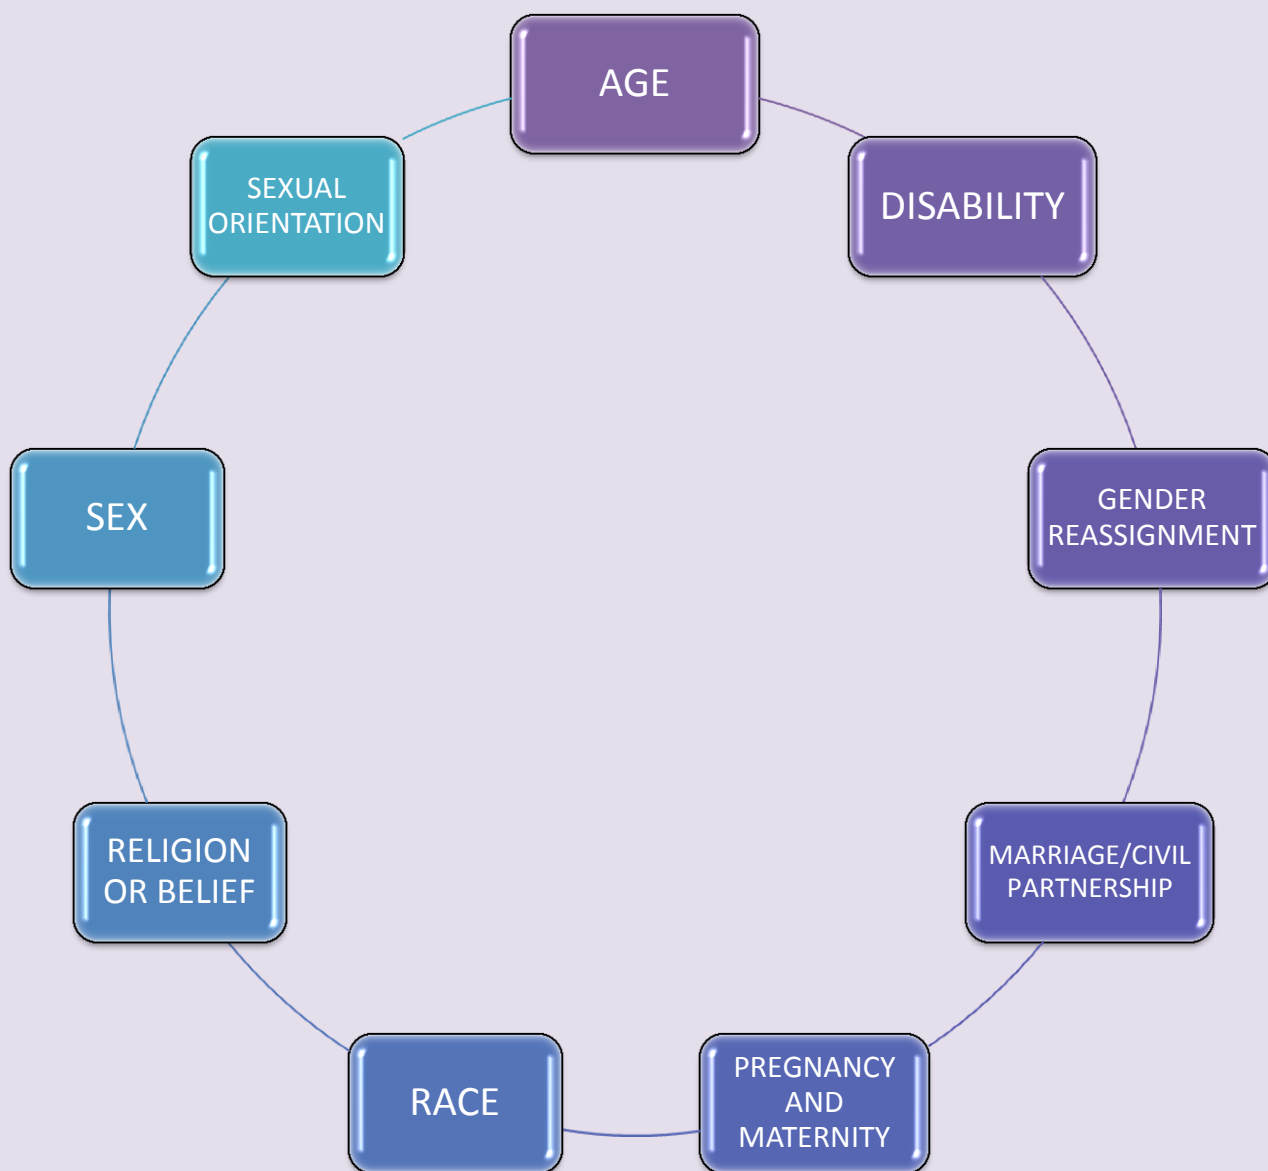 AGE
DISABILITY
GENDER
REASSIGNMENT
MARRIAGE/CIVIL
PARTNERSHIP
PREGNANCY
AND
MATERNITY
RACE
RELIGION
OR BELIEF
SEX
SEXUAL
ORIENTATION